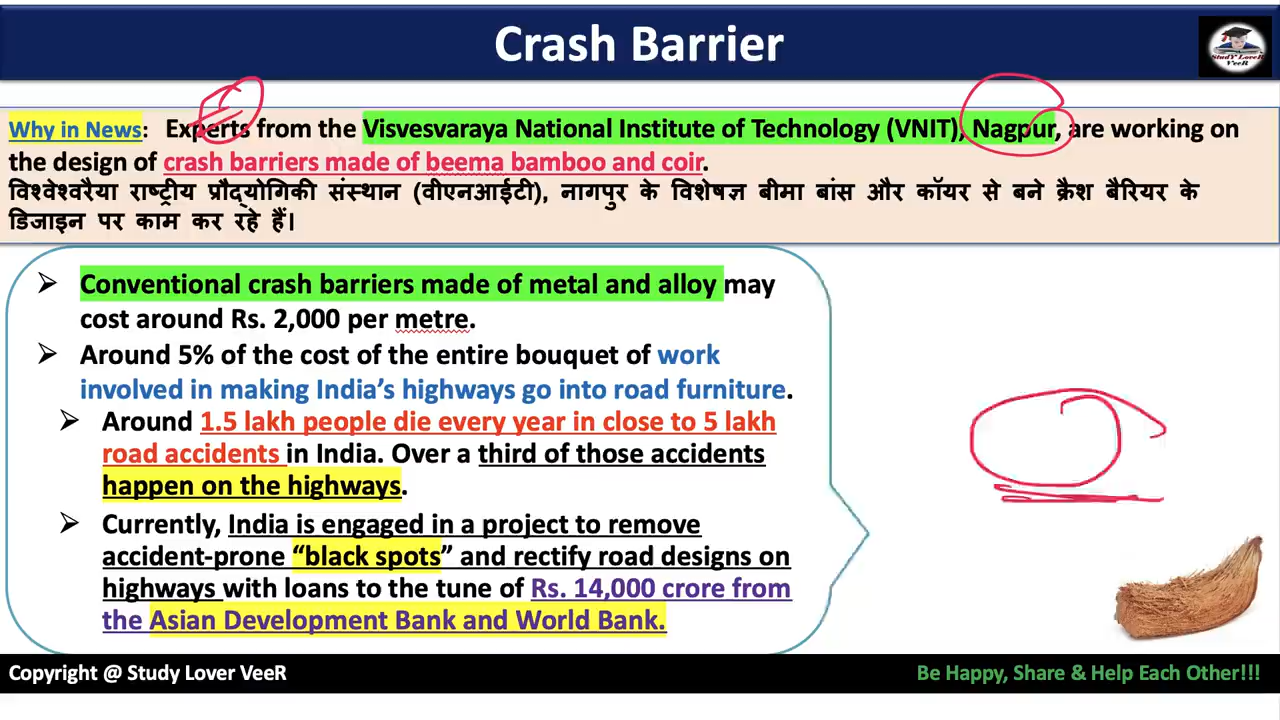 Crash Barrier
StudY LoveR
VeeR
Why in News: Experts from the Visvesvaraya National Institute of Technology (VNIT), Nagpur, are working on
the design of crash barriers made of beema bamboo and coir.
विश्वेश्वरैया राष्ट्रीय प्रौद्योगिकी संस्थान (वीएनआईटी), नागपुर के विशेषज्ञ बीमा बांस और कॉयर से बने क्रैश बैरियर के
डिजाइन पर काम कर रहे हैं।
➢ Conventional crash barriers made of metal and alloy may
cost around Rs. 2,000 per metre.
➢ Around 5% of the cost of the entire bouquet of work
involved in making India’s highways go into road furniture.
➢ Around 1.5 lakh people die every year in close to 5 lakh
road accidents in India. Over a third of those accidents
happen on the highways.
➢ Currently, India is engaged in a project to remove
accident-prone “black spots” and rectify road designs on
highways with loans to the tune of Rs. 14,000 crore from
the Asian Development Bank and World Bank.
Copyright @ Study Lover VeeR
Be Happy, Share & Help Each Other!!!